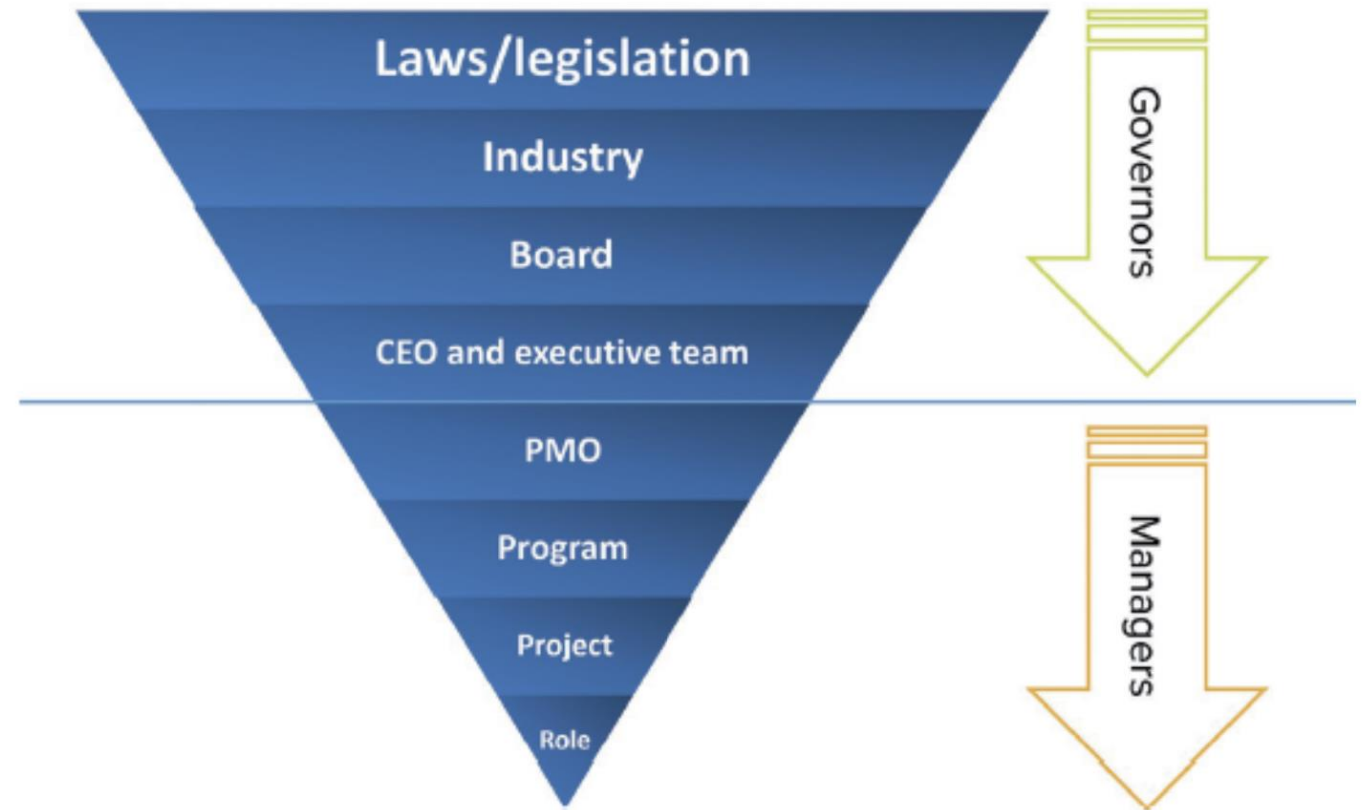 Laws/legislation
Industry
Board
CEO and executive team
PMO
Program
Project
Role
Governors
Managers